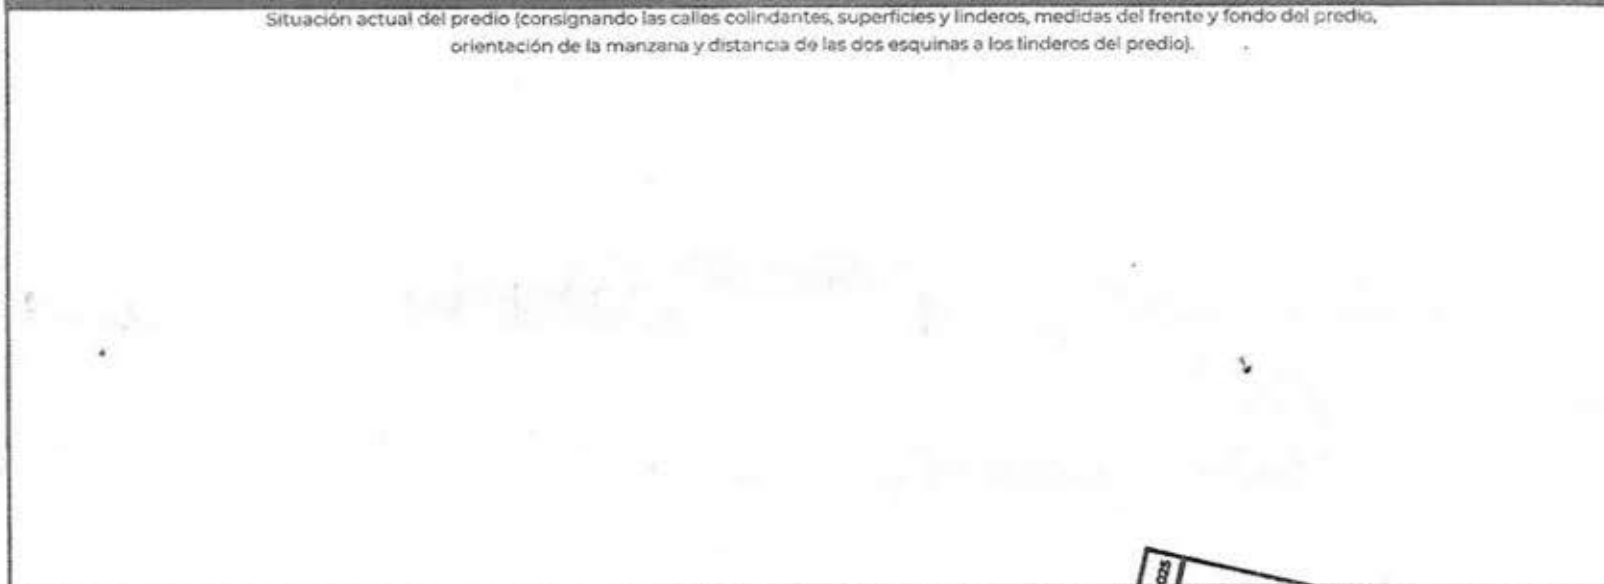 Situación actual del predio (consignando las calles colindantes, superficies y linderos, medidas del frente y fondo del predio,
orientación de la manzana y distancia de las dos esquinas a los linderos del predio).
025